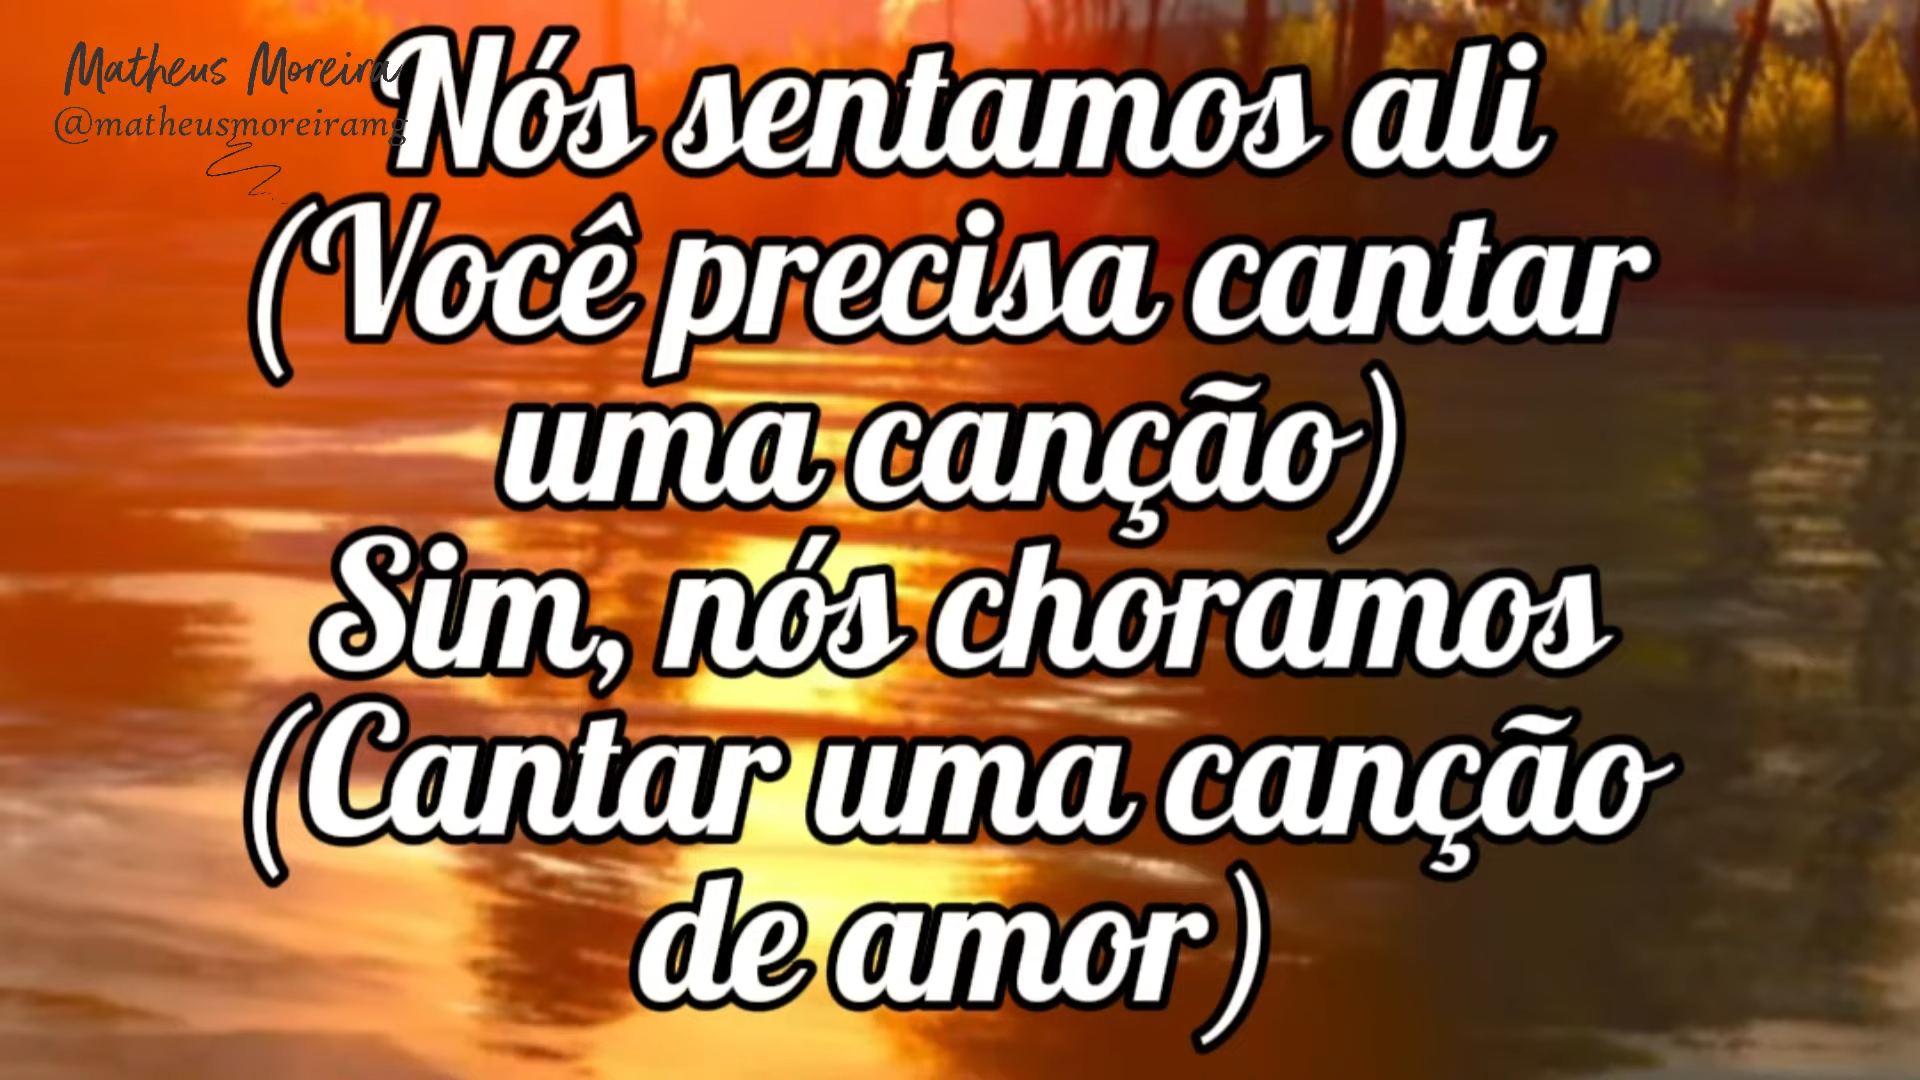 Matheus Moreira
@matheusmoreiramg
Nós sentamos ali
(Você precisa cantar
uma canção)
Sim, nós choramos
(Cantar uma canção
de amor)